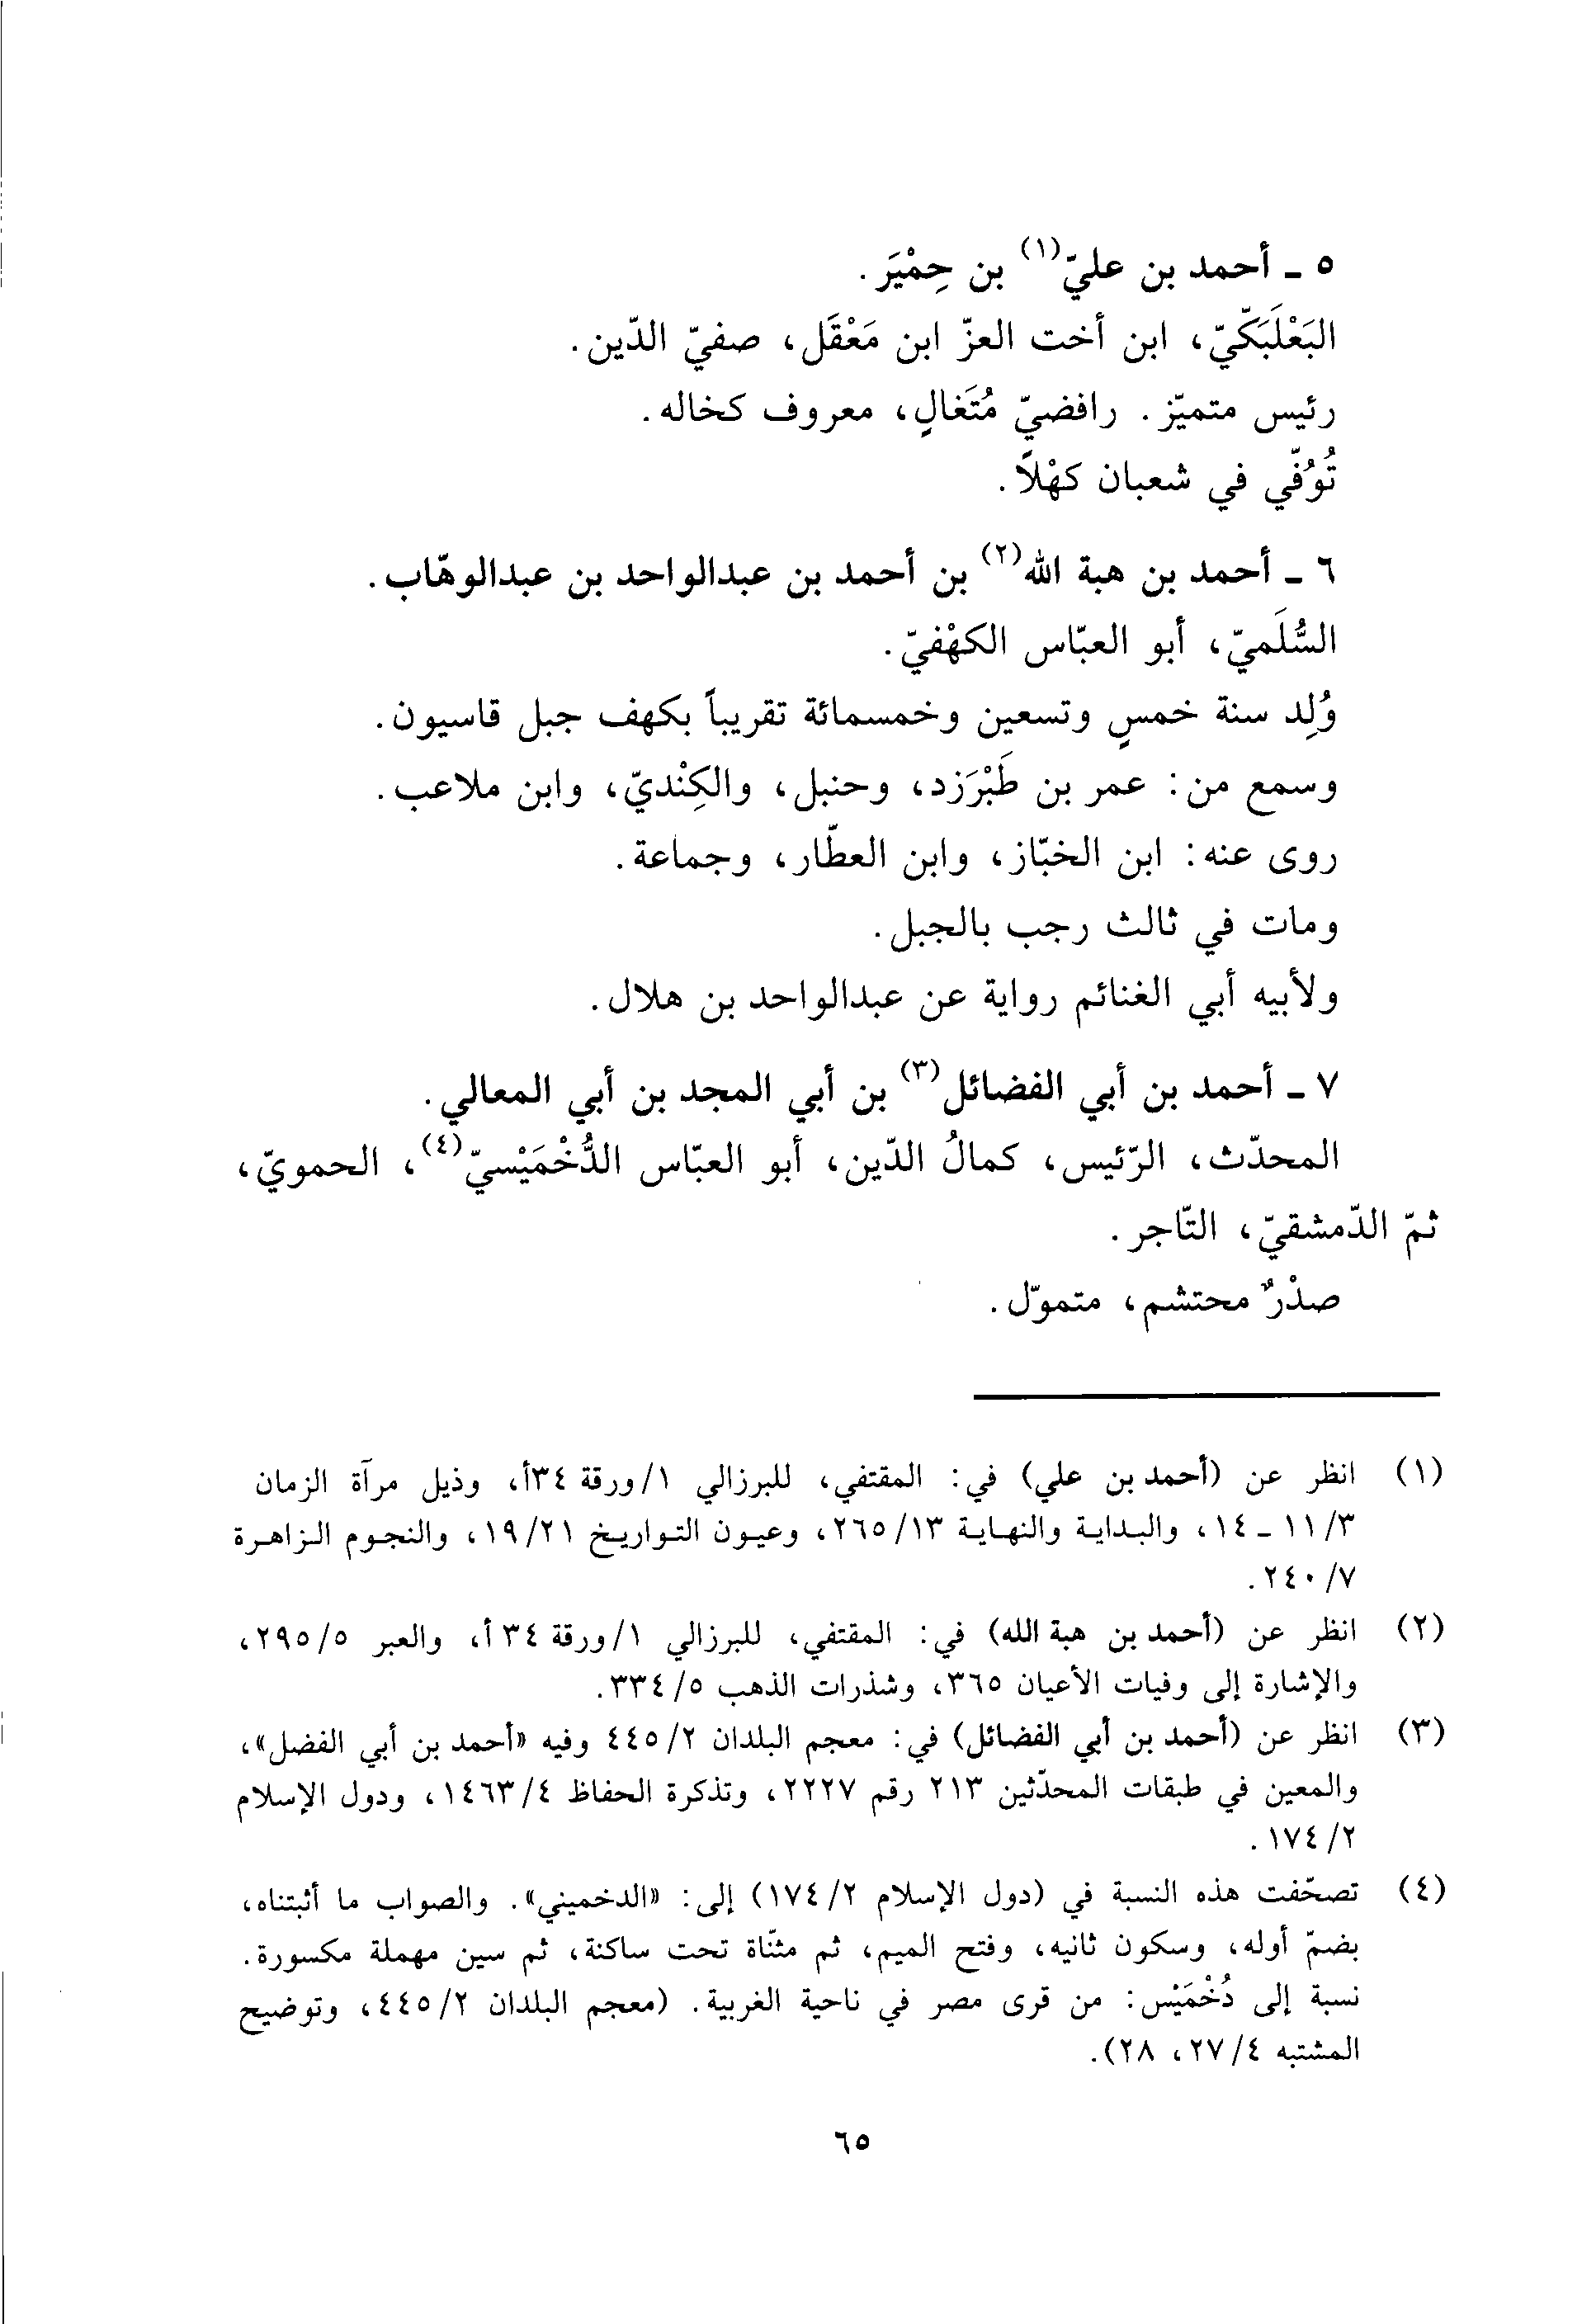 ٥ - أحمد بن عليّ(١) بن حِمْيَر.
البَعْلَبَكّيّ، ابن أخت العزّ ابن مَعْقَل، صفيّ الدّين.
رئيس متميّز. رافضيّ مُتَغالٍ، معروف كخاله.
تُوُفّي في شعبان كهْلاً.
٦ - أحمد بن هبة الله(٢) بن أحمد بن عبدالواحد بن عبدالوهّاب.
السُّلَميّ، أبو العبّاس الكهْفيّ.
وُلِد سنة خمسٍ وتسعين وخمسمائة تقريباً بكهف جبل قاسيون.
وسمع من: عمر بن طَبْرَزد، وحنبل، والكِنْديّ، وابن ملاعب.
روى عنه: ابن الخبّاز، وابن العطّار، وجماعة.
ومات في ثالث رجب بالجبل.
ولأبيه أبي الغنائم رواية عن عبدالواحد بن هلال.
٧ - أحمد بن أبي الفضائل(٣) بن أبي المجد بن أبي المعالي.
المحدّث، الرّئيس، كمالُ الدّين، أبو العبّاس الدُّخْمَيْسيّ(٤)، الحمويّ،
ثمّ الدّمشقيّ، التّاجر.
صدْرٌ محتشم، متموّل.
(١) انظر عن (أحمد بن علي) في: المقتفي، للبرزالي ١/ورقة ٣٤أ، وذيل مرآة الزمان
٣/ ١١ - ١٤، والبداية والنهاية ١٣/ ٢٦٥، وعيون التواريخ ٢١/ ١٩، والنجوم الزاهرة
٧/ ٢٤٠.
(٢) انظر عن (أحمد بن هبة الله) في: المقتفي، للبرزالي ١/ورقة ٣٤ أ، والعبر ٥/ ٢٩٥،
والإشارة إلى وفيات الأعيان ٣٦٥، وشذرات الذهب ٥/ ٣٣٤.
(٣) انظر عن (أحمد بن أبي الفضائل) في: معجم البلدان ٢/ ٤٤٥ وفيه «أحمد بن أبي الفضل»،
والمعين في طبقات المحدّثين ٢١٣ رقم ٢٢٢٧، وتذكرة الحفاظ ٤/ ١٤٦٣، ودول الإسلام
٢/ ١٧٤.
(٤) تصحّفت هذه النسبة في (دول الإسلام ٢/ ١٧٤) إلى: «الدخميني». والصواب ما أثبتناه،
بضمّ أوله، وسكون ثانيه، وفتح الميم، ثم مثنّاة تحت ساكنة، ثم سين مهملة مكسورة.
نسبة إلى دُخْمَيْس: من قرى مصر في ناحية الغربية. (معجم البلدان ٢/ ٤٤٥، وتوضيح
المشتبه ٤/ ٢٧، ٢٨).
٦٥